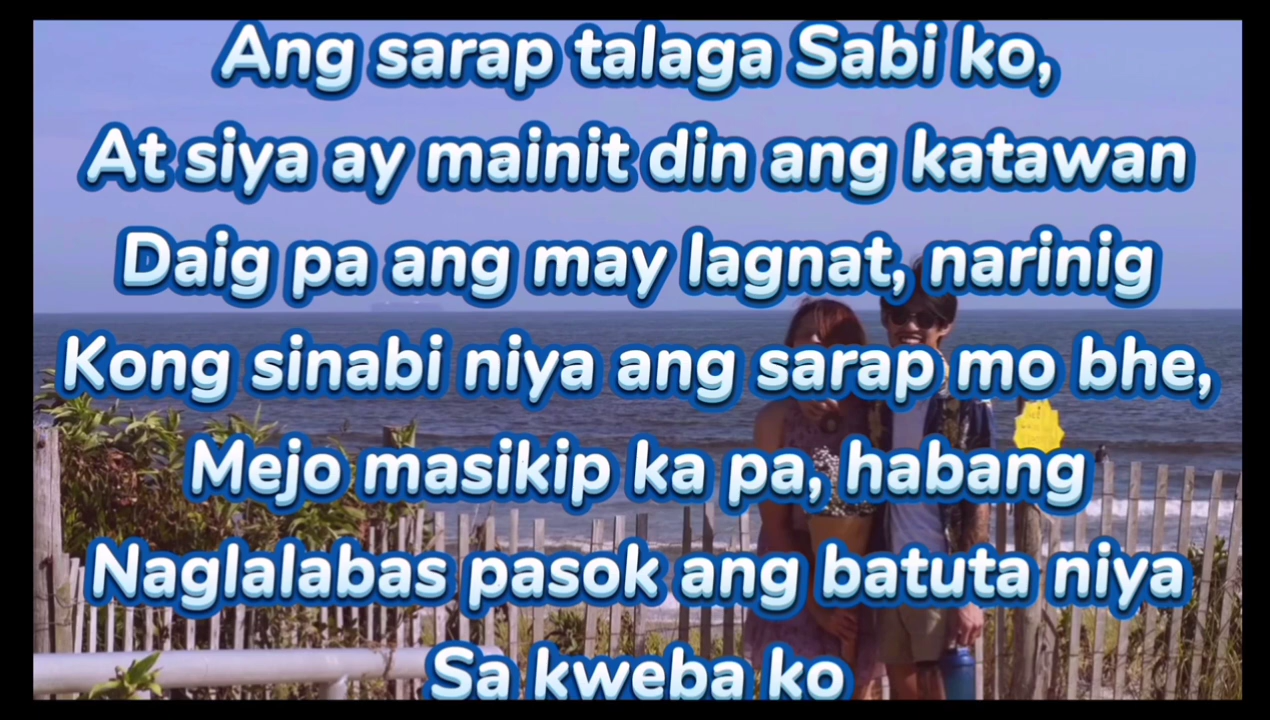 Ang sarap talaga Sabi ko,
At siya ay mainit din ang katawan
Daig pa ang may lagnat, narinig
Kong sinabi niya ang sarap mo bhe,
Mejo masikip ka pa, habang
Naglalabas pasok ang batuta niya
Sa kweba ko